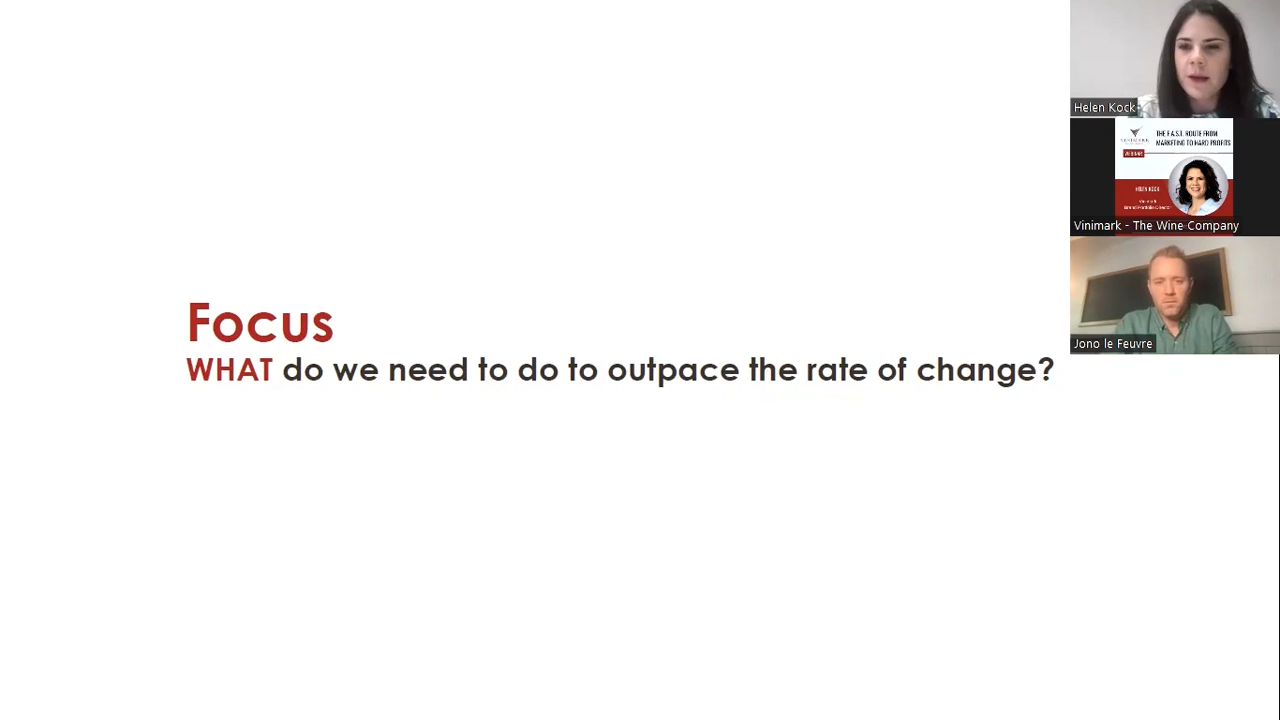 Focus
WHAT do we need to do to outpace the rate of change?
Helen Kock
THE F.A.S.T. ROUTE FROM
MARKETING TO HARD PROFITS
WEBINAR
HELEN KOCK
Vinimark - The Wine Company
Jono le Feuvre